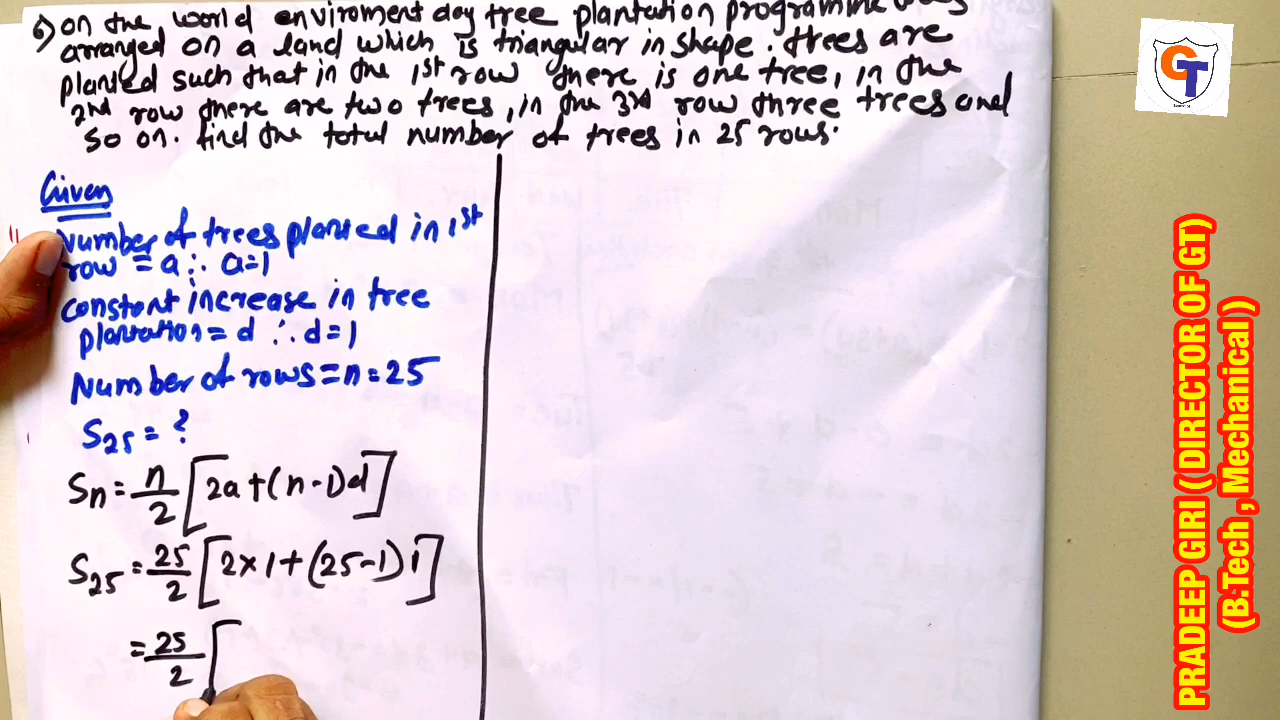 6) on the world enviroment day tree plantation programme was
arranged on a land which is triangular in shape. trees are
planted such that in the 1st row there is one tree, in the
2nd row there are two trees, in the 3rd row three trees and
so on. find the total number of trees in 25 rows.
Given
Number of trees planted in 1st
row = a ∴ a=1
constant increase in tree
plantation = d ∴ d=1
Number of rows = n = 25
S25 = ?
Sn = n/2 [2a+(n-1)d]
S25 = 25/2 [2×1+(25-1)1]
= 25/2 [
GT
PRADEEP GIRI ( DIRECTOR OF GT)
(B.Tech , Mechanical )